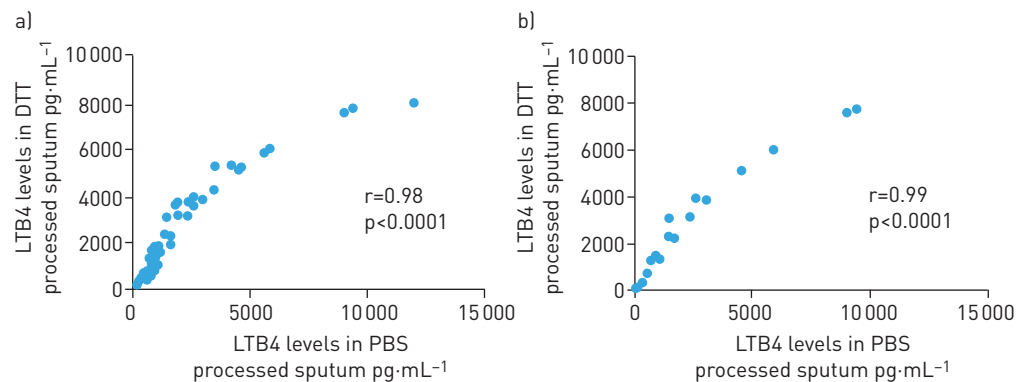 a)
LTB4 levels in DTT
processed sputum pg·mL⁻¹
10 000
8000
6000
4000
2000
0
r=0.98
p<0.0001
0 5000 10 000 15 000
LTB4 levels in PBS
processed sputum pg·mL⁻¹
b)
LTB4 levels in DTT
processed sputum pg·mL⁻¹
10 000
8000
6000
4000
2000
0
r=0.99
p<0.0001
0 5000 10 000 15 000
LTB4 levels in PBS
processed sputum pg·mL⁻¹